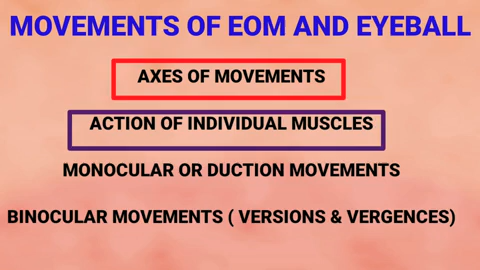 MOVEMENTS OF EOM AND EYEBALL
AXES OF MOVEMENTS
ACTION OF INDIVIDUAL MUSCLES
MONOCULAR OR DUCTION MOVEMENTS
BINOCULAR MOVEMENTS ( VERSIONS & VERGENCES)